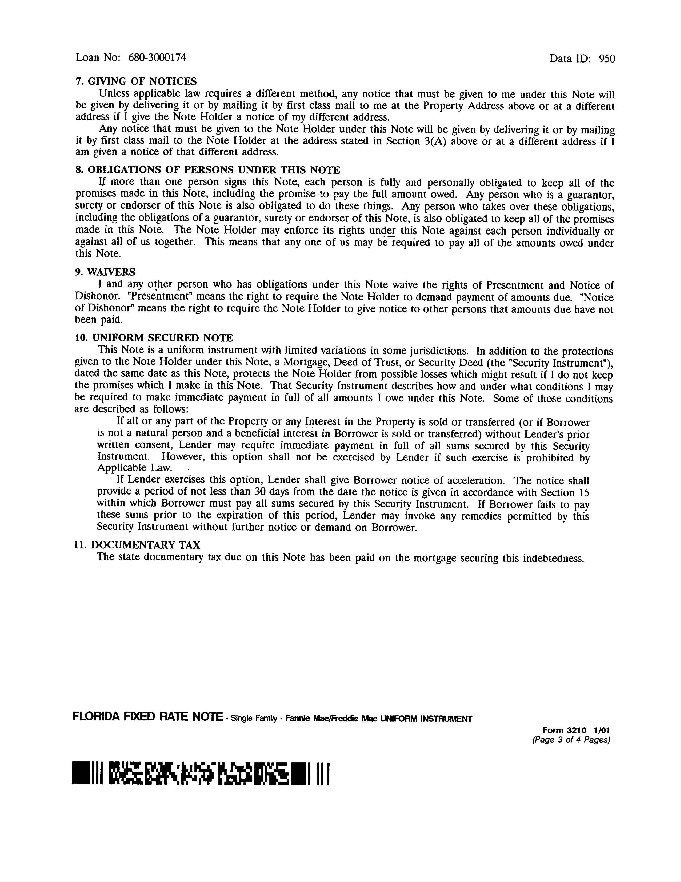 Loan No: 680-3000174
Data ID: 950
7. GIVING OF NOTICES
Unless applicable law requires a different method, any notice that must be given to me under this Note will
be given by delivering it or by mailing it by first class mail to me at the Property Address above or at a different
address if I give the Note Holder a notice of my different address.
Any notice that must be given to the Note Holder under this Note will be given by delivering it or by mailing
it by first class mail to the Note Holder at the address stated in Section 3(A) above or at a different address if I
am given a notice of that different address.
8. OBLIGATIONS OF PERSONS UNDER THIS NOTE
If more than one person signs this Note, each person is fully and personally obligated to keep all of the
promises made in this Note, including the promise to pay the full amount owed. Any person who is a guarantor,
surety or endorser of this Note is also obligated to do these things. Any person who takes over these obligations,
including the obligations of a guarantor, surety or endorser of this Note, is also obligated to keep all of the promises
made in this Note. The Note Holder may enforce its rights under this Note against each person individually or
against all of us together. This means that any one of us may be required to pay all of the amounts owed under
this Note.
9. WAIVERS
I and any other person who has obligations under this Note waive the rights of Presentment and Notice of
Dishonor. "Presentment" means the right to require the Note Holder to demand payment of amounts due. "Notice
of Dishonor" means the right to require the Note Holder to give notice to other persons that amounts due have not
been paid.
10. UNIFORM SECURED NOTE
This Note is a uniform instrument with limited variations in some jurisdictions. In addition to the protections
given to the Note Holder under this Note, a Mortgage, Deed of Trust, or Security Deed (the "Security Instrument"),
dated the same date as this Note, protects the Note Holder from possible losses which might result if I do not keep
the promises which I make in this Note. That Security Instrument describes how and under what conditions I may
be required to make immediate payment in full of all amounts I owe under this Note. Some of those conditions
are described as follows:
If all or any part of the Property or any Interest in the Property is sold or transferred (or if Borrower
is not a natural person and a beneficial interest in Borrower is sold or transferred) without Lender's prior
written consent, Lender may require immediate payment in full of all sums secured by this Security
Instrument. However, this option shall not be exercised by Lender if such exercise is prohibited by
Applicable Law.
If Lender exercises this option, Lender shall give Borrower notice of acceleration. The notice shall
provide a period of not less than 30 days from the date the notice is given in accordance with Section 15
within which Borrower must pay all sums secured by this Security Instrument. If Borrower fails to pay
these sums prior to the expiration of this period, Lender may invoke any remedies permitted by this
Security Instrument without further notice or demand on Borrower.
11. DOCUMENTARY TAX
The state documentary tax due on this Note has been paid on the mortgage securing this indebtedness.
FLORIDA FIXED RATE NOTE - Single Family - Fannie Mae/Freddie Mac UNIFORM INSTRUMENT
Form 3210 1/01
(Page 3 of 4 Pages)